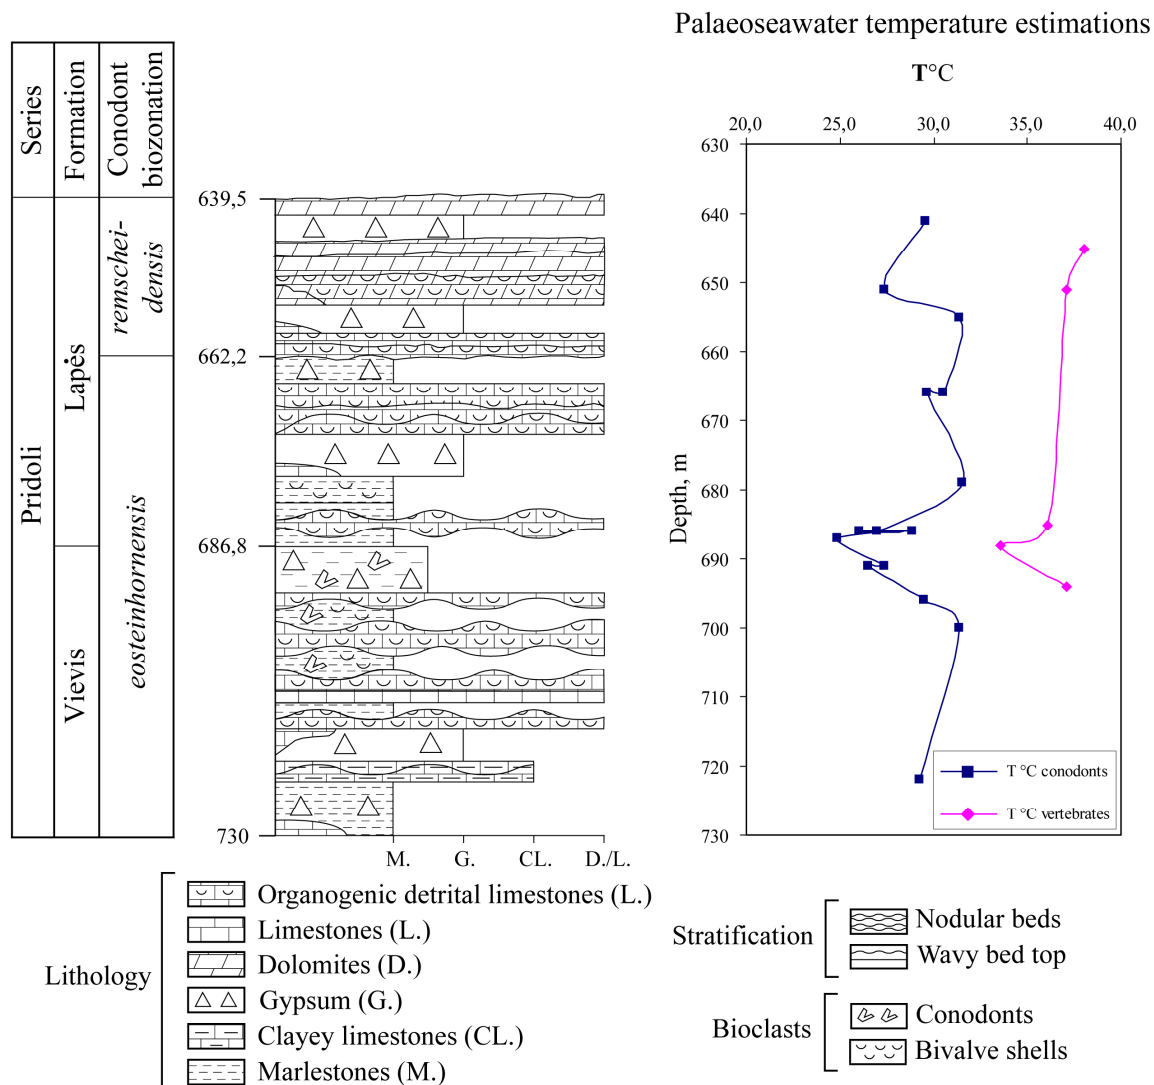 Palaeoseawater temperature estimations
T°C
Series
Formation
Conodont
biozonation
Pridoli
Lapės
Vievis
remschei-
densis
eosteinhornensis
639,5
662,2
686,8
730
M.
G.
CL.
D./L.
20,0
25,0
30,0
35,0
40,0
Depth, m
630
640
650
660
670
680
690
700
710
720
730
T °C conodonts
T °C vertebrates
Lithology
Organogenic detrital limestones (L.)
Limestones (L.)
Dolomites (D.)
Gypsum (G.)
Clayey limestones (CL.)
Marlestones (M.)
Stratification
Nodular beds
Wavy bed top
Bioclasts
Conodonts
Bivalve shells